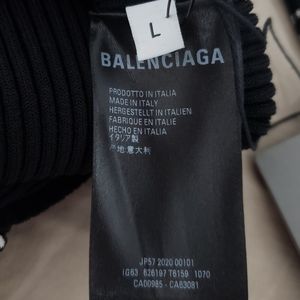 L
BALENCIAGA
PRODOTTO IN ITALIA
MADE IN ITALY
HERGESTELLT IN ITALIEN
FABRIQUE EN ITALIE
HECHO EN ITALIA
イタリア製
产地意大利
JP57 2020 00101
IG83 626197 T6159 1070
CA00985 - CA83081